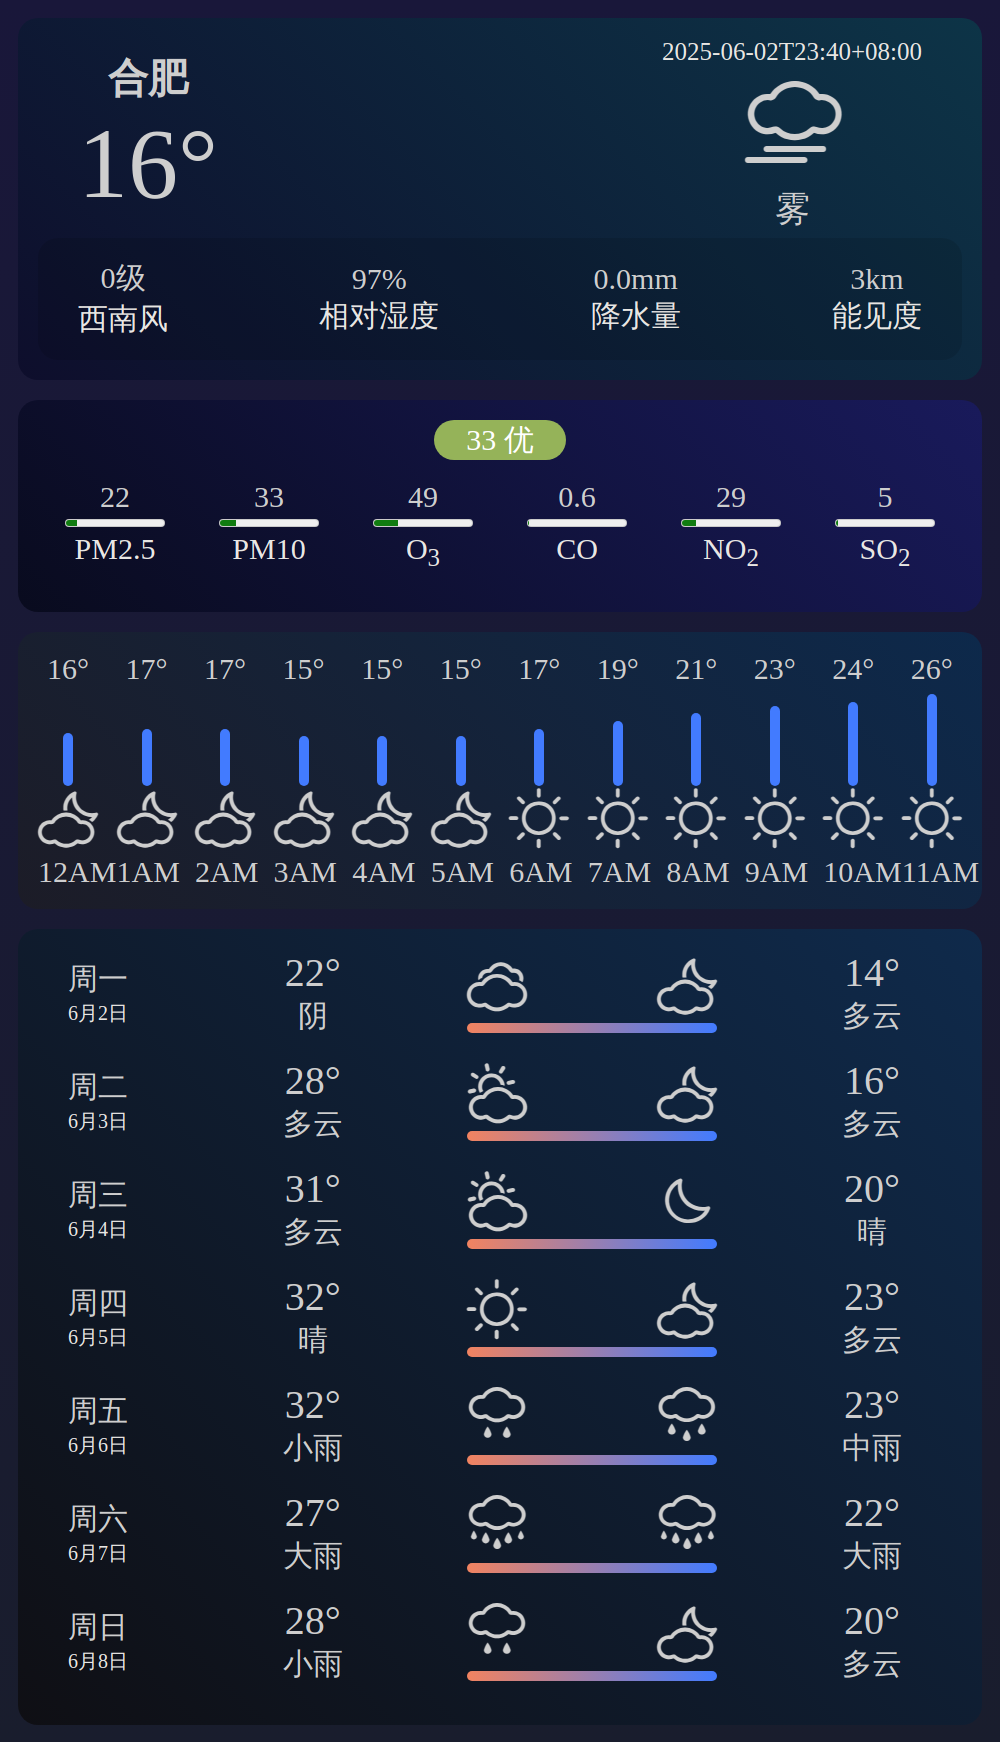 合肥
16°
2025-06-02T23:40+08:00
雾
0级 97% 0.0mm 3km
西南风 相对湿度 降水量 能见度
33 优
22 33 49 0.6 29 5
PM2.5 PM10 O3 CO NO2 SO2
16° 17° 17° 15° 15° 15° 17° 19° 21° 23° 24° 26°
12AM 1AM 2AM 3AM 4AM 5AM 6AM 7AM 8AM 9AM 10AM 11AM
周一 22° 14°
6月2日 阴 多云
周二 28° 16°
6月3日 多云 多云
周三 31° 20°
6月4日 多云 晴
周四 32° 23°
6月5日 晴 多云
周五 32° 23°
6月6日 小雨 中雨
周六 27° 22°
6月7日 大雨 大雨
周日 28° 20°
6月8日 小雨 多云